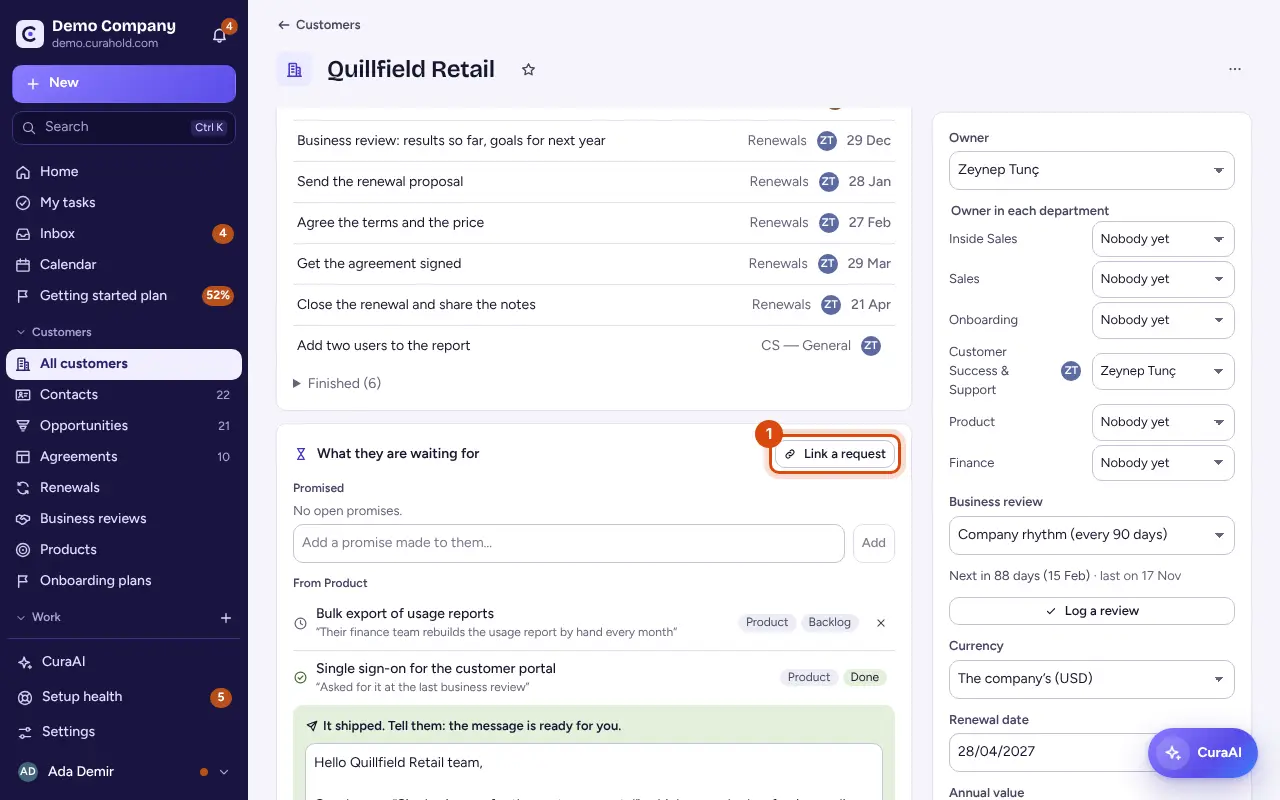 Demo Company
demo.curahold.com
4
New
Search
Ctrl K
Home
My tasks
Inbox
4
Calendar
Getting started plan
52%
Customers
All customers
Contacts
22
Opportunities
21
Agreements
10
Renewals
Business reviews
Products
Onboarding plans
Work
CuraAI
Setup health
5
Settings
AD
Ada Demir
← Customers
Quillfield Retail
Business review: results so far, goals for next year
Renewals ZT 29 Dec
Send the renewal proposal
Renewals ZT 28 Jan
Agree the terms and the price
Renewals ZT 27 Feb
Get the agreement signed
Renewals ZT 29 Mar
Close the renewal and share the notes
Renewals ZT 21 Apr
Add two users to the report
CS — General ZT
Finished (6)
1
What they are waiting for
Link a request
Promised
No open promises.
Add a promise made to them...
Add
From Product
Bulk export of usage reports
“Their finance team rebuilds the usage report by hand every month”
Product
Backlog
Single sign-on for the customer portal
“Asked for it at the last business review”
Product
Done
It shipped. Tell them: the message is ready for you.
Hello Quillfield Retail team,
Owner
Zeynep Tunç
Owner in each department
Inside Sales
Nobody yet
Sales
Nobody yet
Onboarding
Nobody yet
Customer
Success &
Support
ZT
Zeynep Tunç
Product
Nobody yet
Finance
Nobody yet
Business review
Company rhythm (every 90 days)
Next in 88 days (15 Feb) · last on 17 Nov
Log a review
Currency
The company's (USD)
Renewal date
28/04/2027
CuraAI
Annual value